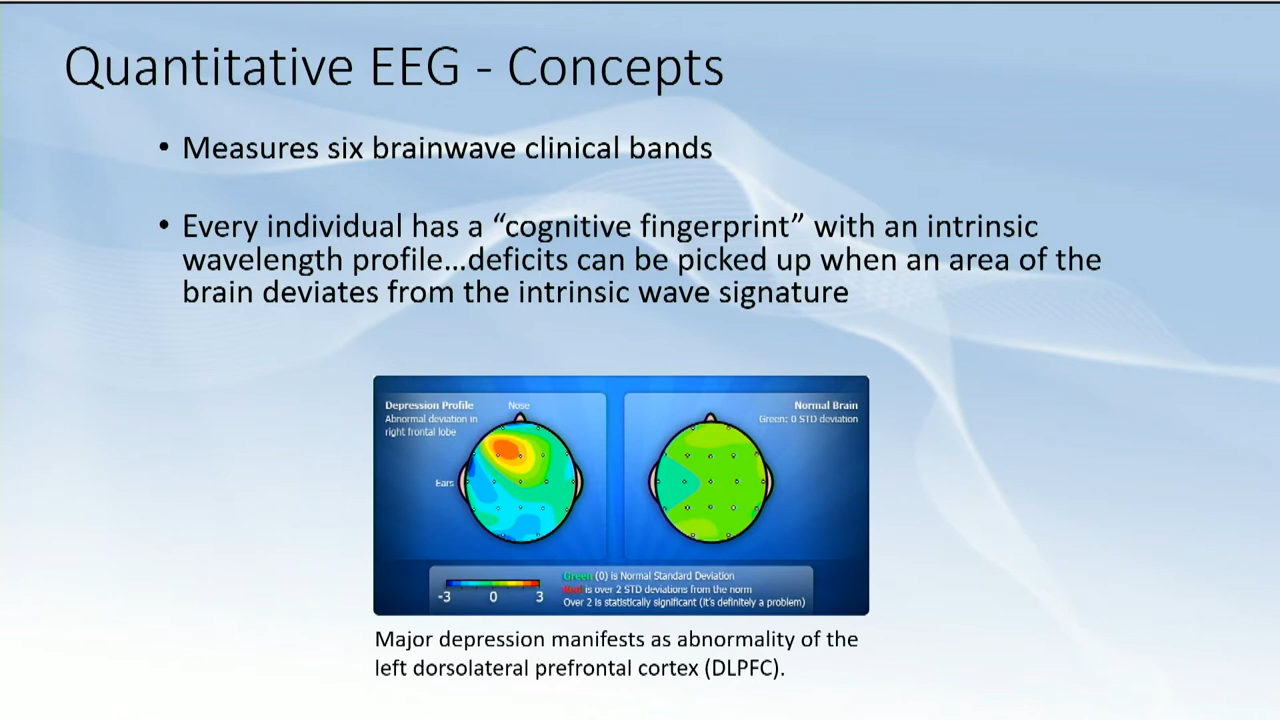 Quantitative EEG - Concepts
• Measures six brainwave clinical bands
• Every individual has a “cognitive fingerprint” with an intrinsic
wavelength profile…deficits can be picked up when an area of the
brain deviates from the intrinsic wave signature
Depression Profile
Abnormal deviation in
right frontal lobe
Nose
Ears
Normal Brain
Green: 0 STD deviation
-3 0 3
Green (0) is Normal Standard Deviation
Red is over 2 STD deviations from the norm
Over 2 is statistically significant (it's definitely a problem)
Major depression manifests as abnormality of the
left dorsolateral prefrontal cortex (DLPFC).